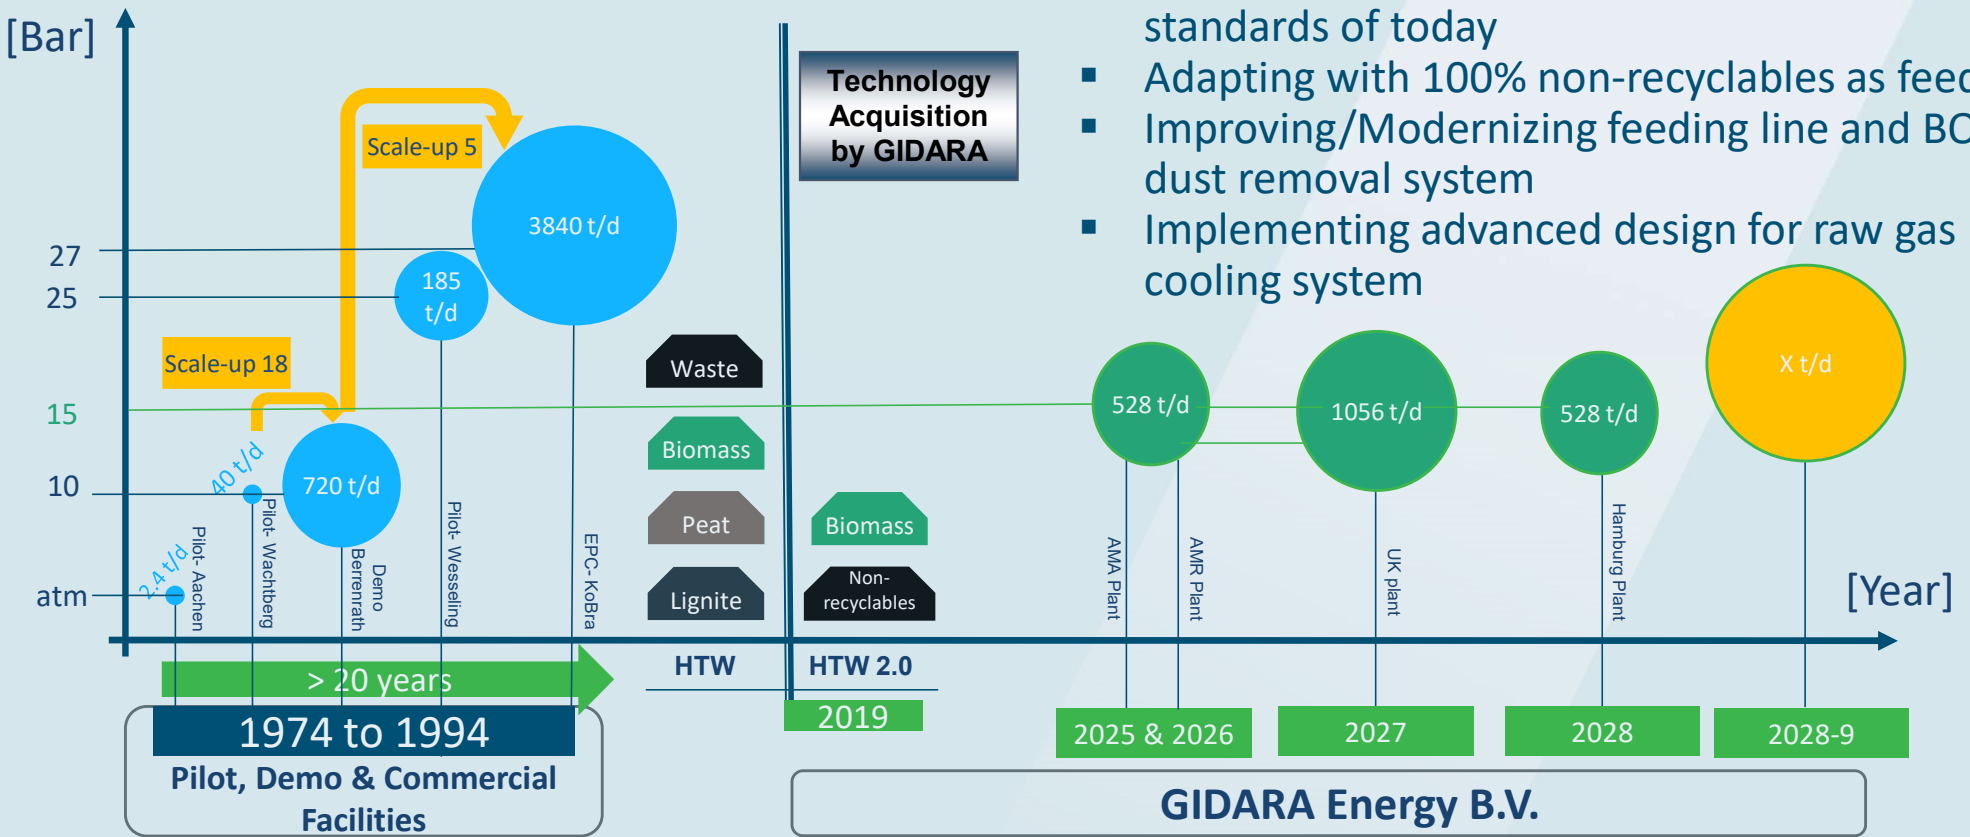 [Bar]
standards of today
Adapting with 100% non-recyclables as feed
Improving/Modernizing feeding line and BO
dust removal system
Implementing advanced design for raw gas
cooling system
Technology
Acquisition
by GIDARA
Scale-up 5
Scale-up 18
27
25
15
10
atm
3840 t/d
185
t/d
720 t/d
40 t/d
2.4 t/d
Pilot- Aachen
Pilot- Wachtberg
Demo
Berrenrath
Pilot- Wesseling
EPC- KoBra
Waste
Biomass
Peat
Lignite
Biomass
Non-
recyclables
HTW
HTW 2.0
528 t/d
1056 t/d
528 t/d
X t/d
AMA Plant
AMR Plant
UK plant
Hamburg Plant
[Year]
> 20 years
1974 to 1994
Pilot, Demo & Commercial
Facilities
2019
2025 & 2026
2027
2028
2028-9
GIDARA Energy B.V.